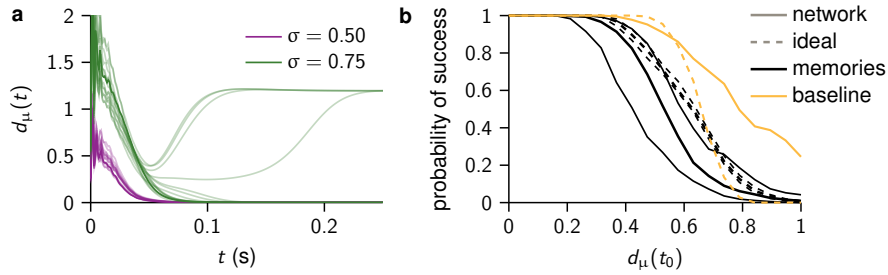 a
2
1.5
1
0.5
0
d_μ(t)
σ = 0.50
σ = 0.75
0
0.1
0.2
t (s)
b
1
0.8
0.6
0.4
0.2
0
probability of success
network
ideal
memories
baseline
0
0.2
0.4
0.6
0.8
1
d_μ(t₀)